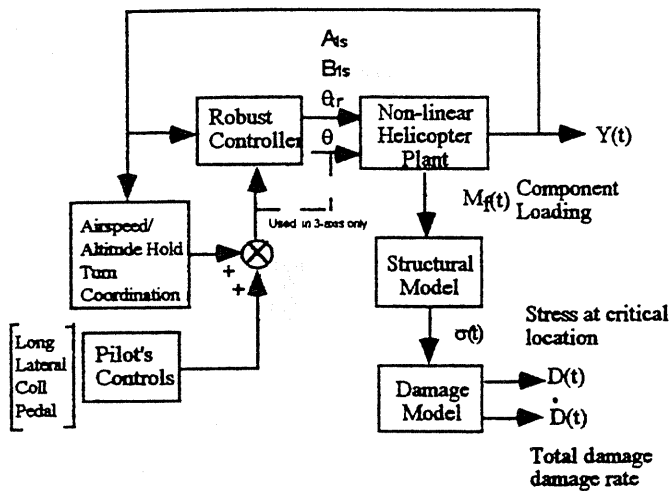 A1s
B1s
θtr
θ
Robust
Controller
Non-linear
Helicopter
Plant
Y(t)
Mf(t)
Component
Loading
Used in 3-axis only
Airspeed/
Altitude Hold
Turn
Coordination
+
+
Structural
Model
σ(t)
Stress at critical
location
Long
Lateral
Coll
Pedal
Pilot's
Controls
Damage
Model
D(t)
Ḋ(t)
Total damage
damage rate